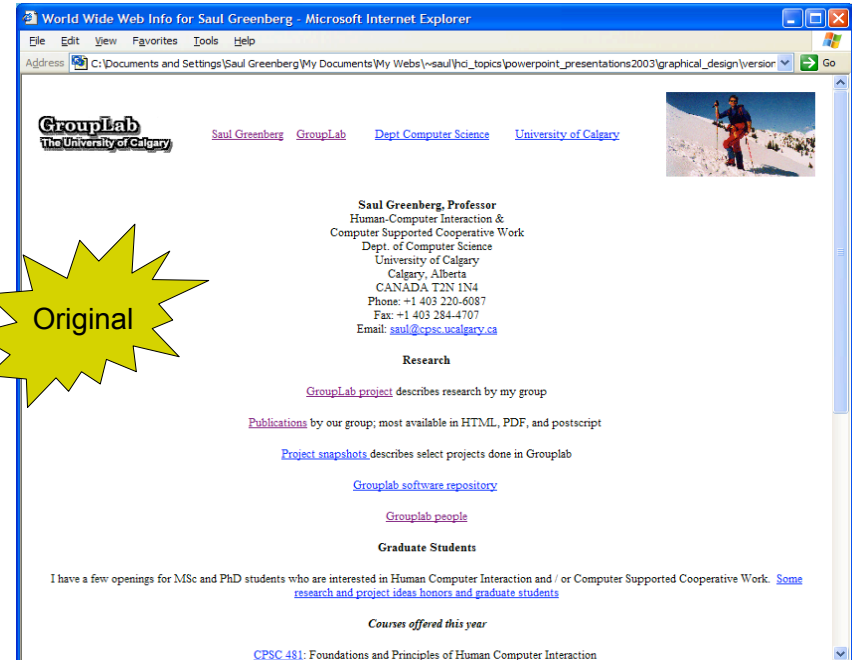 World Wide Web Info for Saul Greenberg - Microsoft Internet Explorer
File Edit View Favorites Tools Help
Address C:\Documents and Settings\Saul Greenberg\My Documents\My Webs\~saul\hci_topics\powerpoint_presentations2003\graphical_design\version Go
GroupLab
The University of Calgary
Saul Greenberg GroupLab Dept Computer Science University of Calgary
Saul Greenberg, Professor
Human-Computer Interaction &
Computer Supported Cooperative Work
Dept. of Computer Science
University of Calgary
Calgary, Alberta
CANADA T2N 1N4
Phone: +1 403 220-6087
Fax: +1 403 284-4707
Email: saul@cpsc.ucalgary.ca
Original
Research
GroupLab project describes research by my group
Publications by our group; most available in HTML, PDF, and postscript
Project snapshots describes select projects done in Grouplab
Grouplab software repository
Grouplab people
Graduate Students
I have a few openings for MSc and PhD students who are interested in Human Computer Interaction and / or Computer Supported Cooperative Work. Some
research and project ideas honors and graduate students
Courses offered this year
CPSC 481: Foundations and Principles of Human Computer Interaction